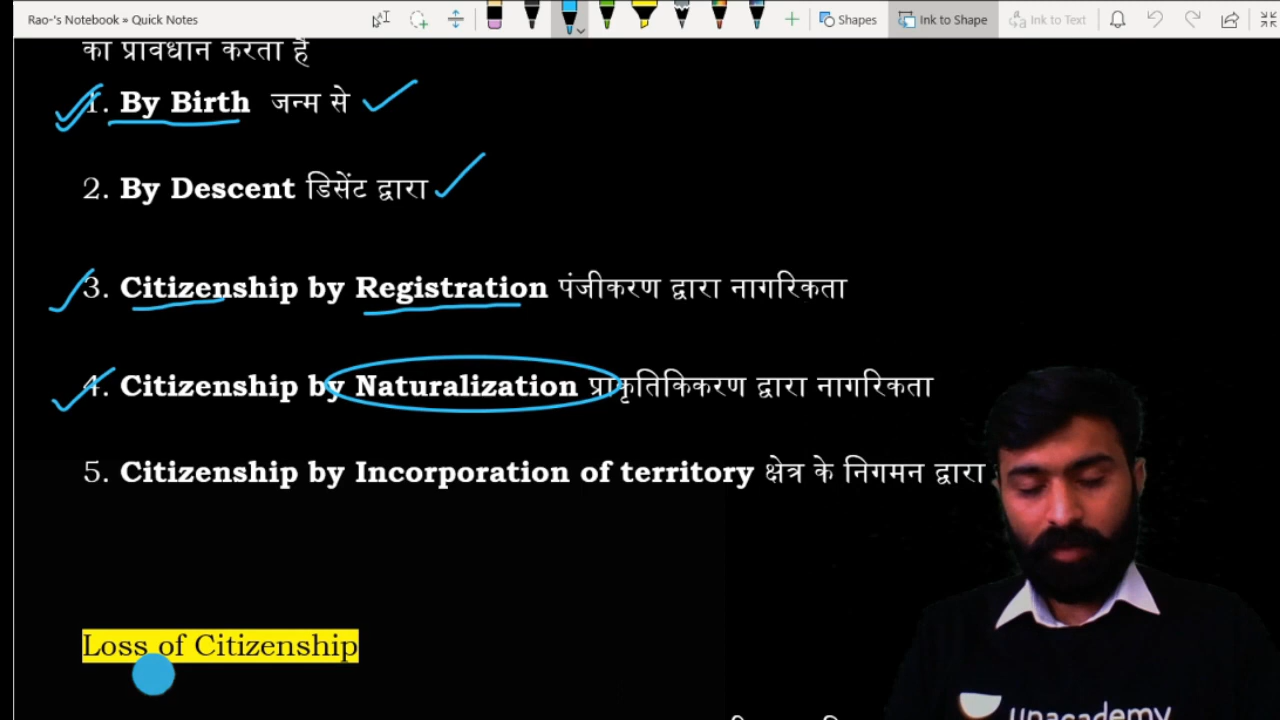 Rao-'s Notebook » Quick Notes
Shapes
Ink to Shape
Ink to Text
का प्रावधान करता है
1. By Birth जन्म से
2. By Descent डिसेंट द्वारा
3. Citizenship by Registration पंजीकरण द्वारा नागरिकता
4. Citizenship by Naturalization प्राकृतिकिकरण द्वारा नागरिकता
5. Citizenship by Incorporation of territory क्षेत्र के निगमन द्वारा
Loss of Citizenship
unacademy